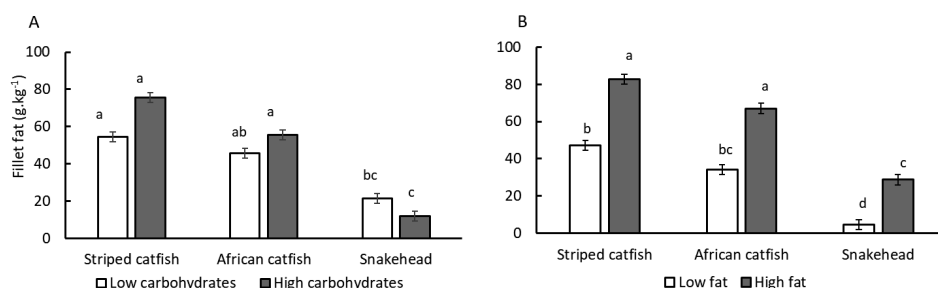 A
Fillet fat (g.kg-1)
100
80
60
40
20
0
a
a
ab
a
bc
c
Striped catfish African catfish Snakehead
Low carbohydrates High carbohydrates
B
100
80
60
40
20
0
b
a
bc
a
d
c
Striped catfish African catfish Snakehead
Low fat High fat